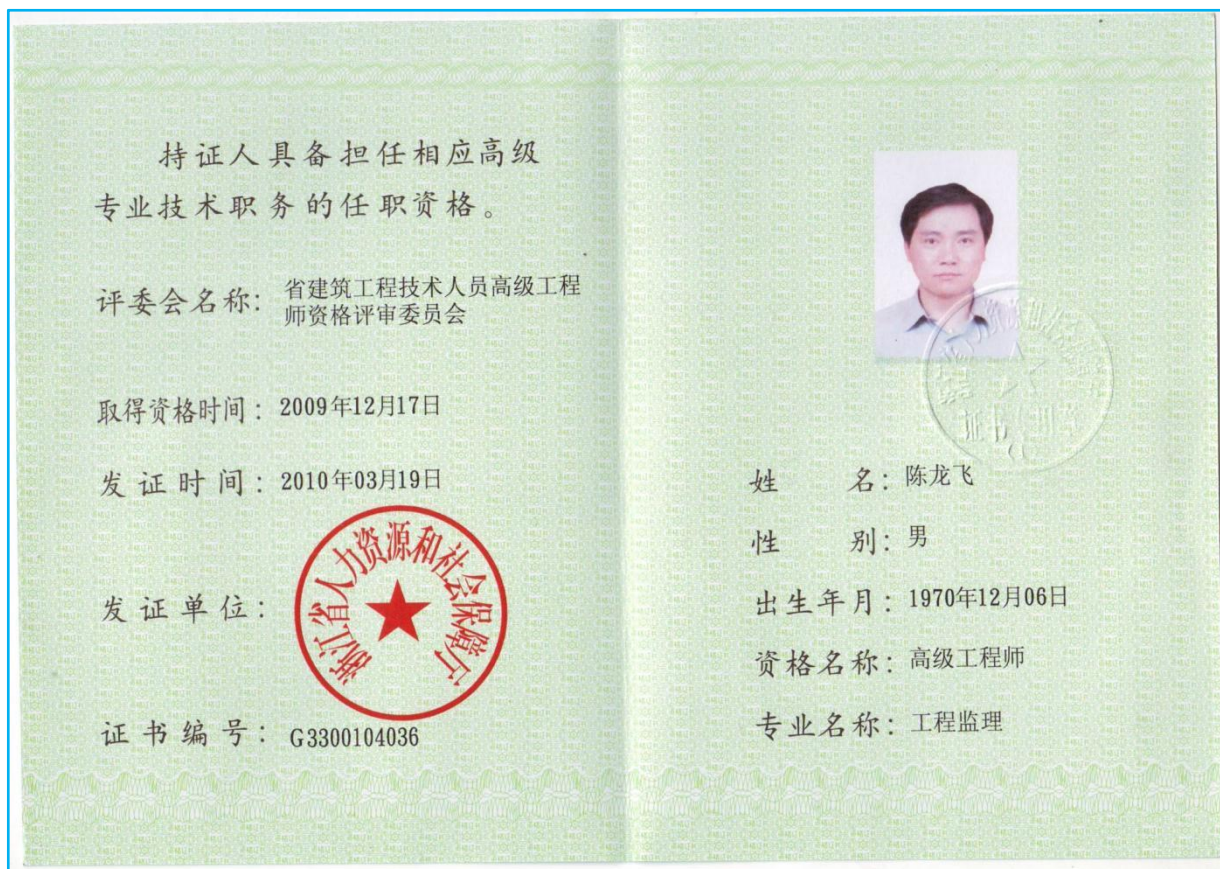 持证人具备担任相应高级
专业技术职务的任职资格。
评委会名称：省建筑工程技术人员高级工程
师资格评审委员会
取得资格时间：2009年12月17日
发证时间：2010年03月19日
发证单位：
浙江省人力资源和社会保障厅
证书编号：G3300104036
姓名：陈龙飞
性别：男
出生年月：1970年12月06日
资格名称：高级工程师
专业名称：工程监理